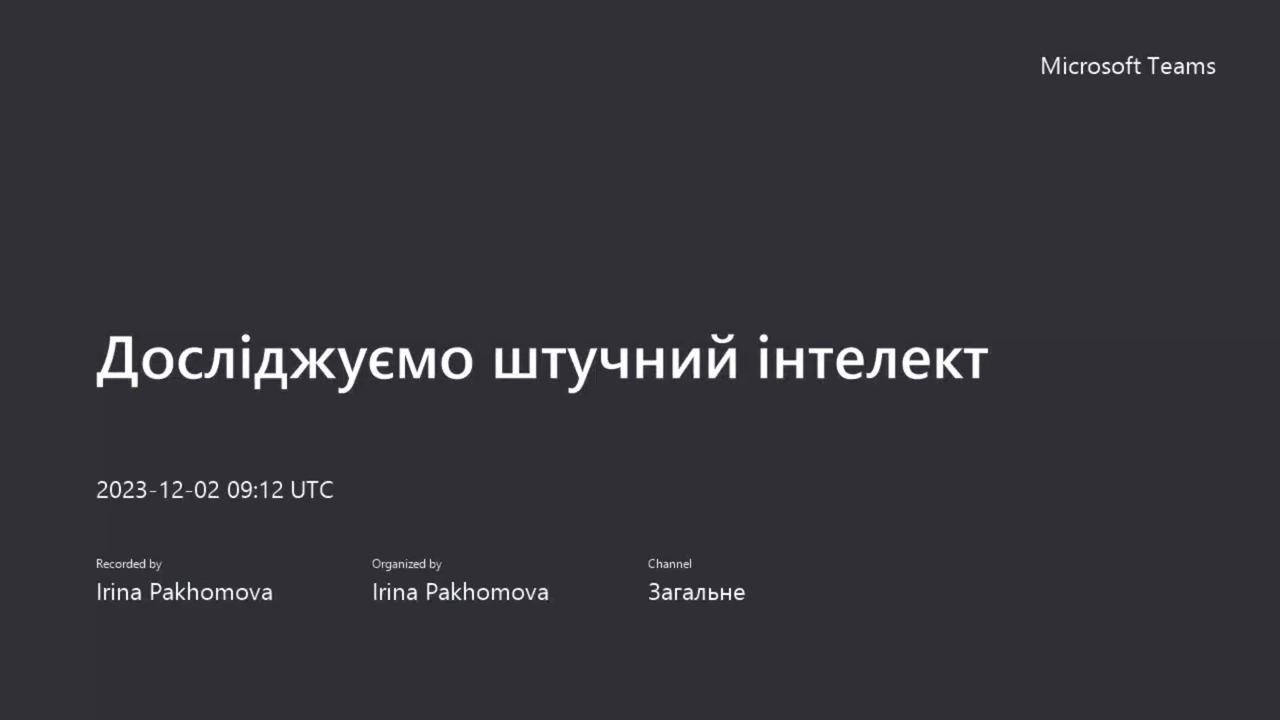 Microsoft Teams
Досліджуємо штучний інтелект
2023-12-02 09:12 UTC
Recorded by Organized by Channel
Irina Pakhomova Irina Pakhomova Загальне